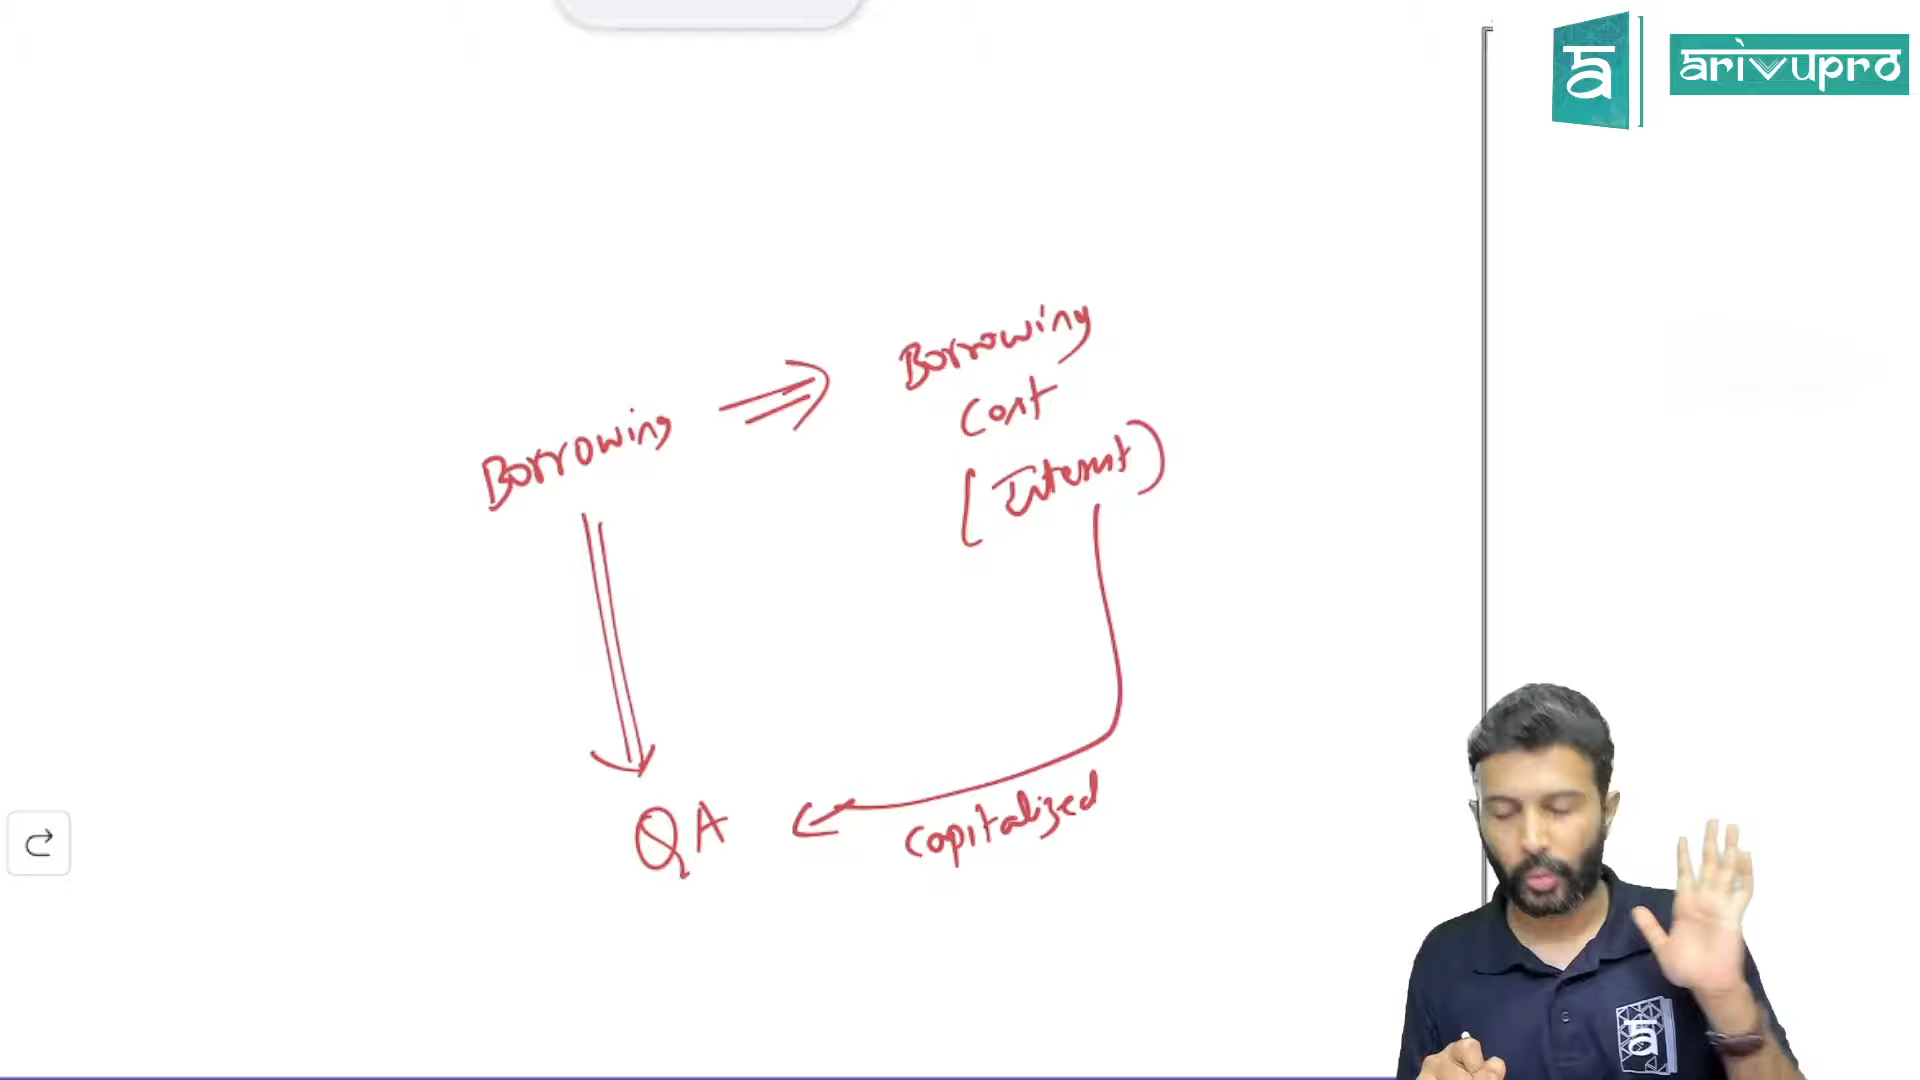 a
arivupro
Borrowing
Cost
(Interest)
Borrowing
QA
Capitalized